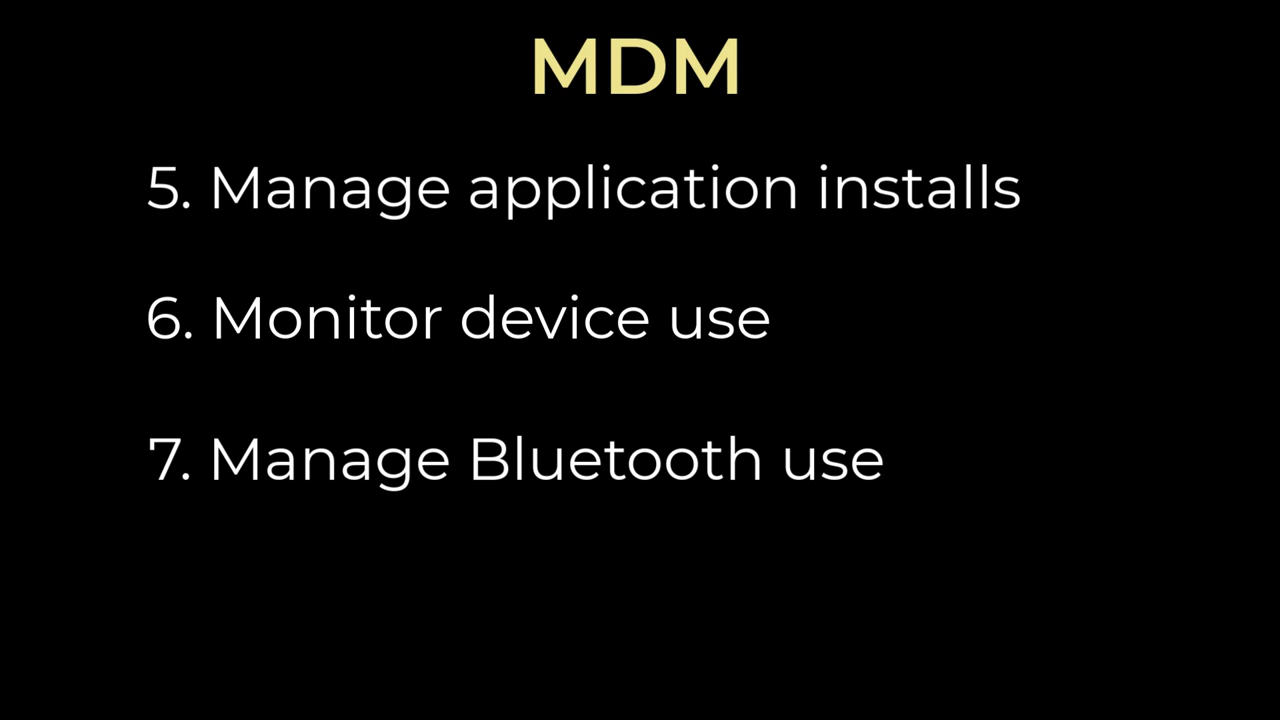 MDM
5. Manage application installs
6. Monitor device use
7. Manage Bluetooth use